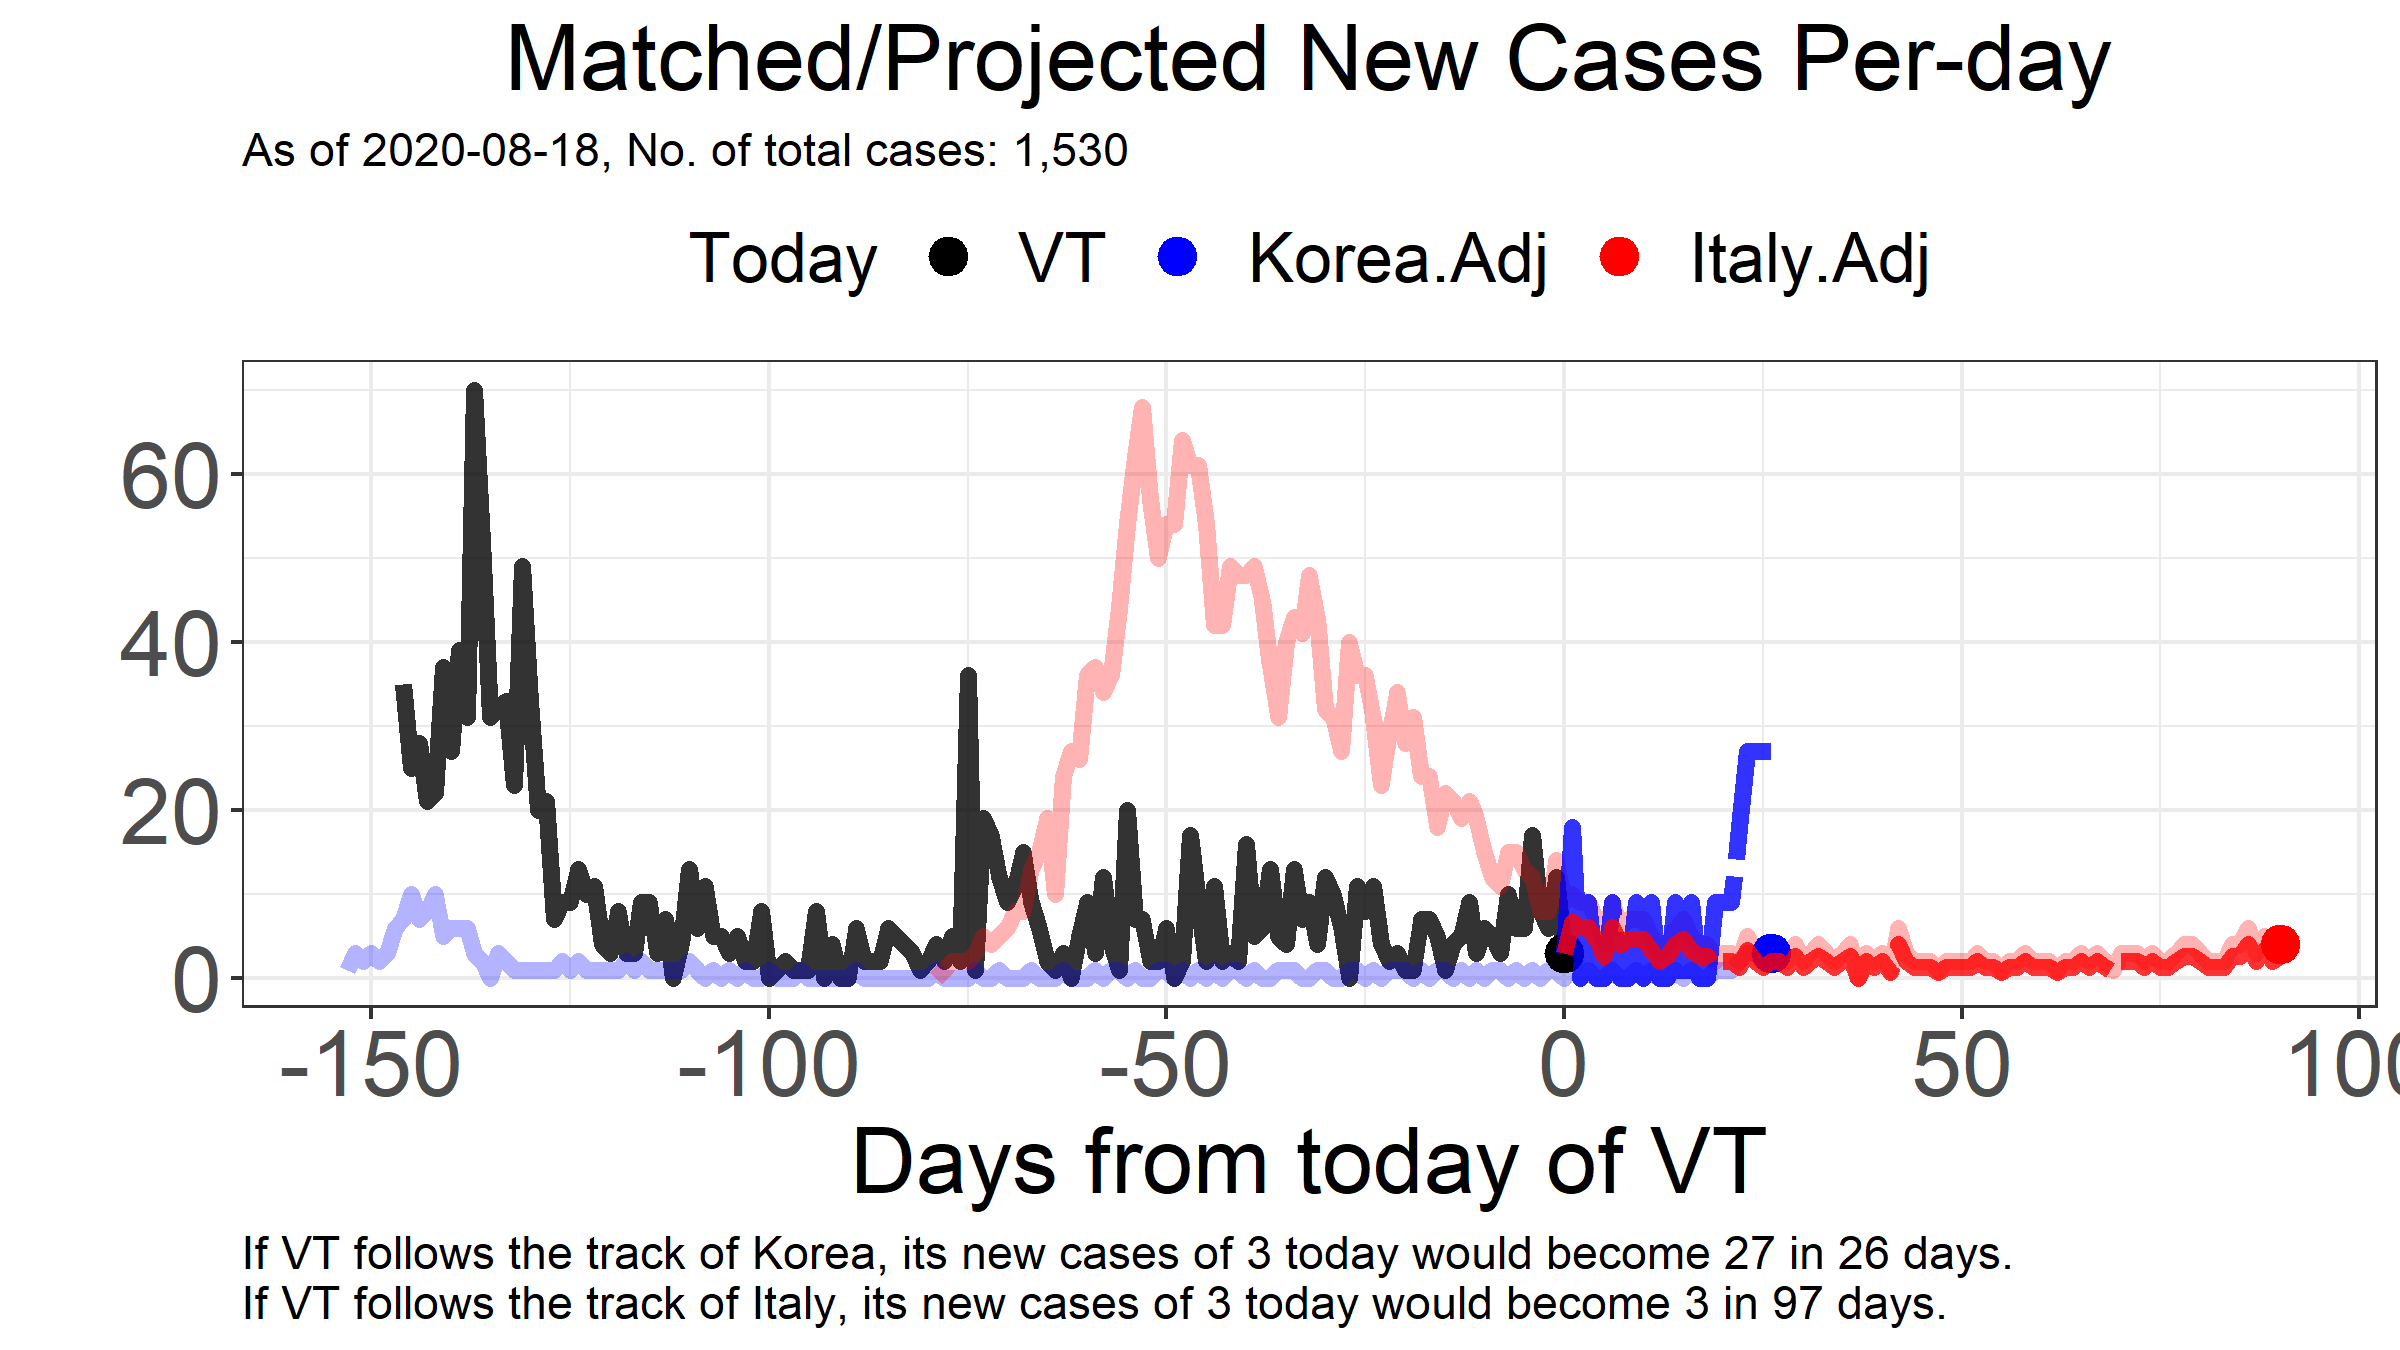 Matched/Projected New Cases Per-day
As of 2020-08-18, No. of total cases: 1,530
Today VT Korea.Adj Italy.Adj
60
40
20
0
-150 -100 -50 0 50 100
Days from today of VT
If VT follows the track of Korea, its new cases of 3 today would become 27 in 26 days.
If VT follows the track of Italy, its new cases of 3 today would become 3 in 97 days.